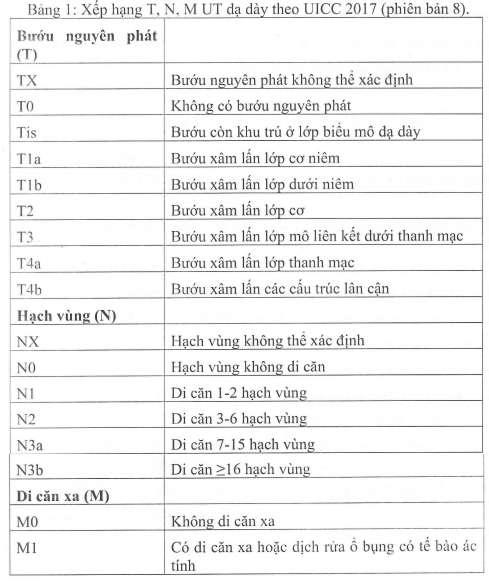 Bảng 1: Xếp hạng T, N, M UT dạ dày theo UICC 2017 (phiên bản 8).
Bướu nguyên phát
(T)
TX Bướu nguyên phát không thể xác định
T0 Không có bướu nguyên phát
Tis Bướu còn khu trú ở lớp biểu mô dạ dày
T1a Bướu xâm lấn lớp cơ niêm
T1b Bướu xâm lấn lớp dưới niêm
T2 Bướu xâm lấn lớp cơ
T3 Bướu xâm lấn lớp mô liên kết dưới thanh mạc
T4a Bướu xâm lấn lớp thanh mạc
T4b Bướu xâm lấn các cấu trúc lân cận
Hạch vùng (N)
NX Hạch vùng không thể xác định
N0 Hạch vùng không di căn
N1 Di căn 1-2 hạch vùng
N2 Di căn 3-6 hạch vùng
N3a Di căn 7-15 hạch vùng
N3b Di căn ≥16 hạch vùng
Di căn xa (M)
M0 Không di căn xa
M1 Có di căn xa hoặc dịch rửa ổ bụng có tế bào ác
tính